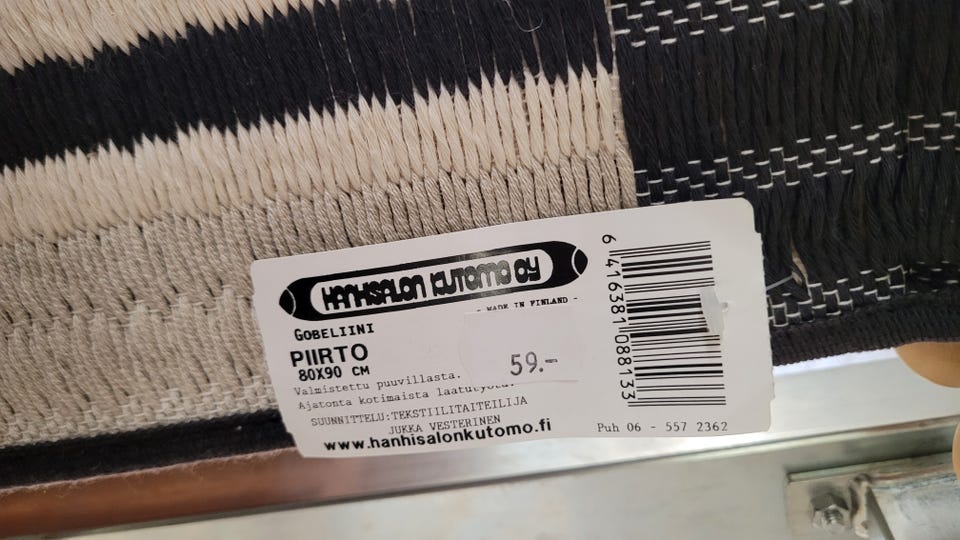 HANHISALON KUTOMO OY
- MADE IN FINLAND -
GOBELIINI
PIIRTO
80X90 CM
59.-
Valmistettu puuvillasta.
Ajatonta kotimaista laatutyötä.
SUUNNITTELU:TEKSTIILITAITEILIJA
JUKKA VESTERINEN
www.hanhisalonkutomo.fi
6 416381 088133
Puh 06 - 557 2362